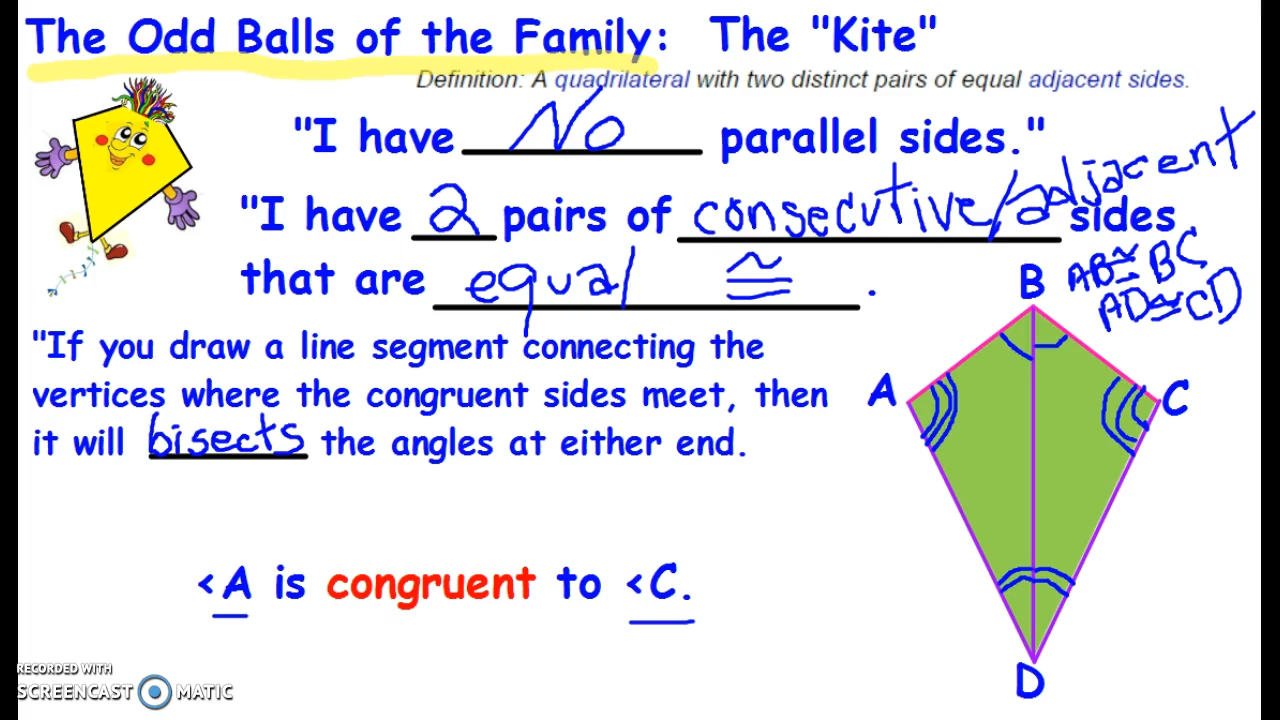 The Odd Balls of the Family: The "Kite"
Definition: A quadrilateral with two distinct pairs of equal adjacent sides.
"I have No parallel sides."
"I have 2 pairs of consecutive/adjacent sides
that are equal ≅ .
AB≅BC
AD≅CD
B
"If you draw a line segment connecting the
vertices where the congruent sides meet, then
it will bisects the angles at either end.
A
C
<A is congruent to <C.
D
RECORDED WITH
SCREENCAST MATIC